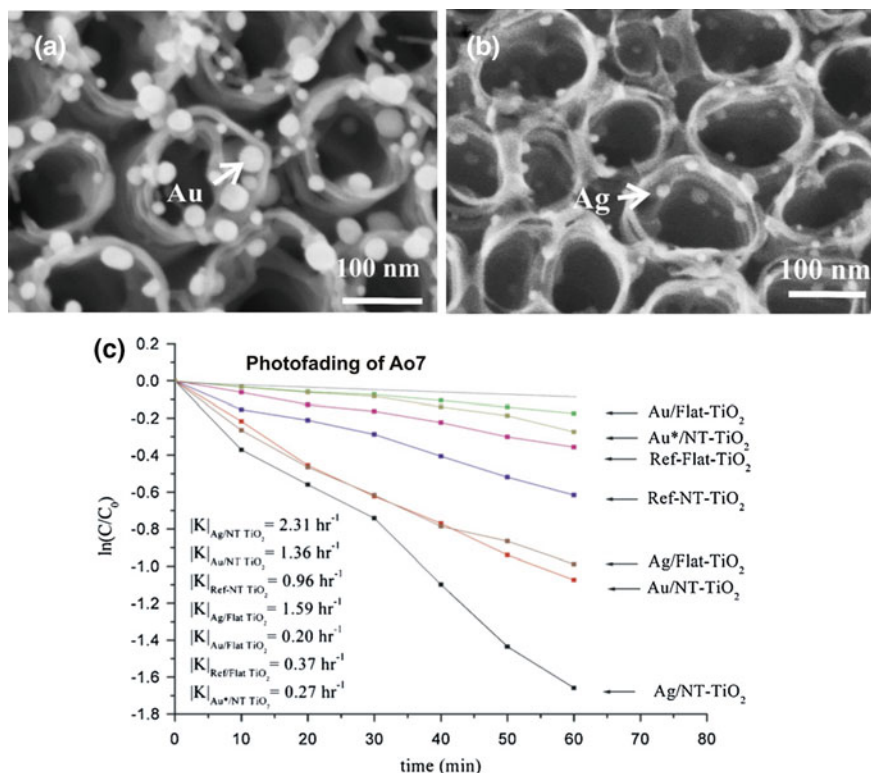 (a)
Au
100 nm
(b)
Ag
100 nm
(c)
Photofading of Ao7
ln(C/C₀)
0.2
0.0
-0.2
-0.4
-0.6
-0.8
-1.0
-1.2
-1.4
-1.6
-1.8
|K|Ag/NT TiO₂ = 2.31 hr⁻¹
|K|Au/NT TiO₂ = 1.36 hr⁻¹
|K|Ref-NT TiO₂ = 0.96 hr⁻¹
|K|Ag/Flat TiO₂ = 1.59 hr⁻¹
|K|Au/Flat TiO₂ = 0.20 hr⁻¹
|K|Ref/Flat TiO₂ = 0.37 hr⁻¹
|K|Au*/NT TiO₂ = 0.27 hr⁻¹
Au/Flat-TiO₂
Au*/NT-TiO₂
Ref-Flat-TiO₂
Ref-NT-TiO₂
Ag/Flat-TiO₂
Au/NT-TiO₂
Ag/NT-TiO₂
0 10 20 30 40 50 60 70 80
time (min)